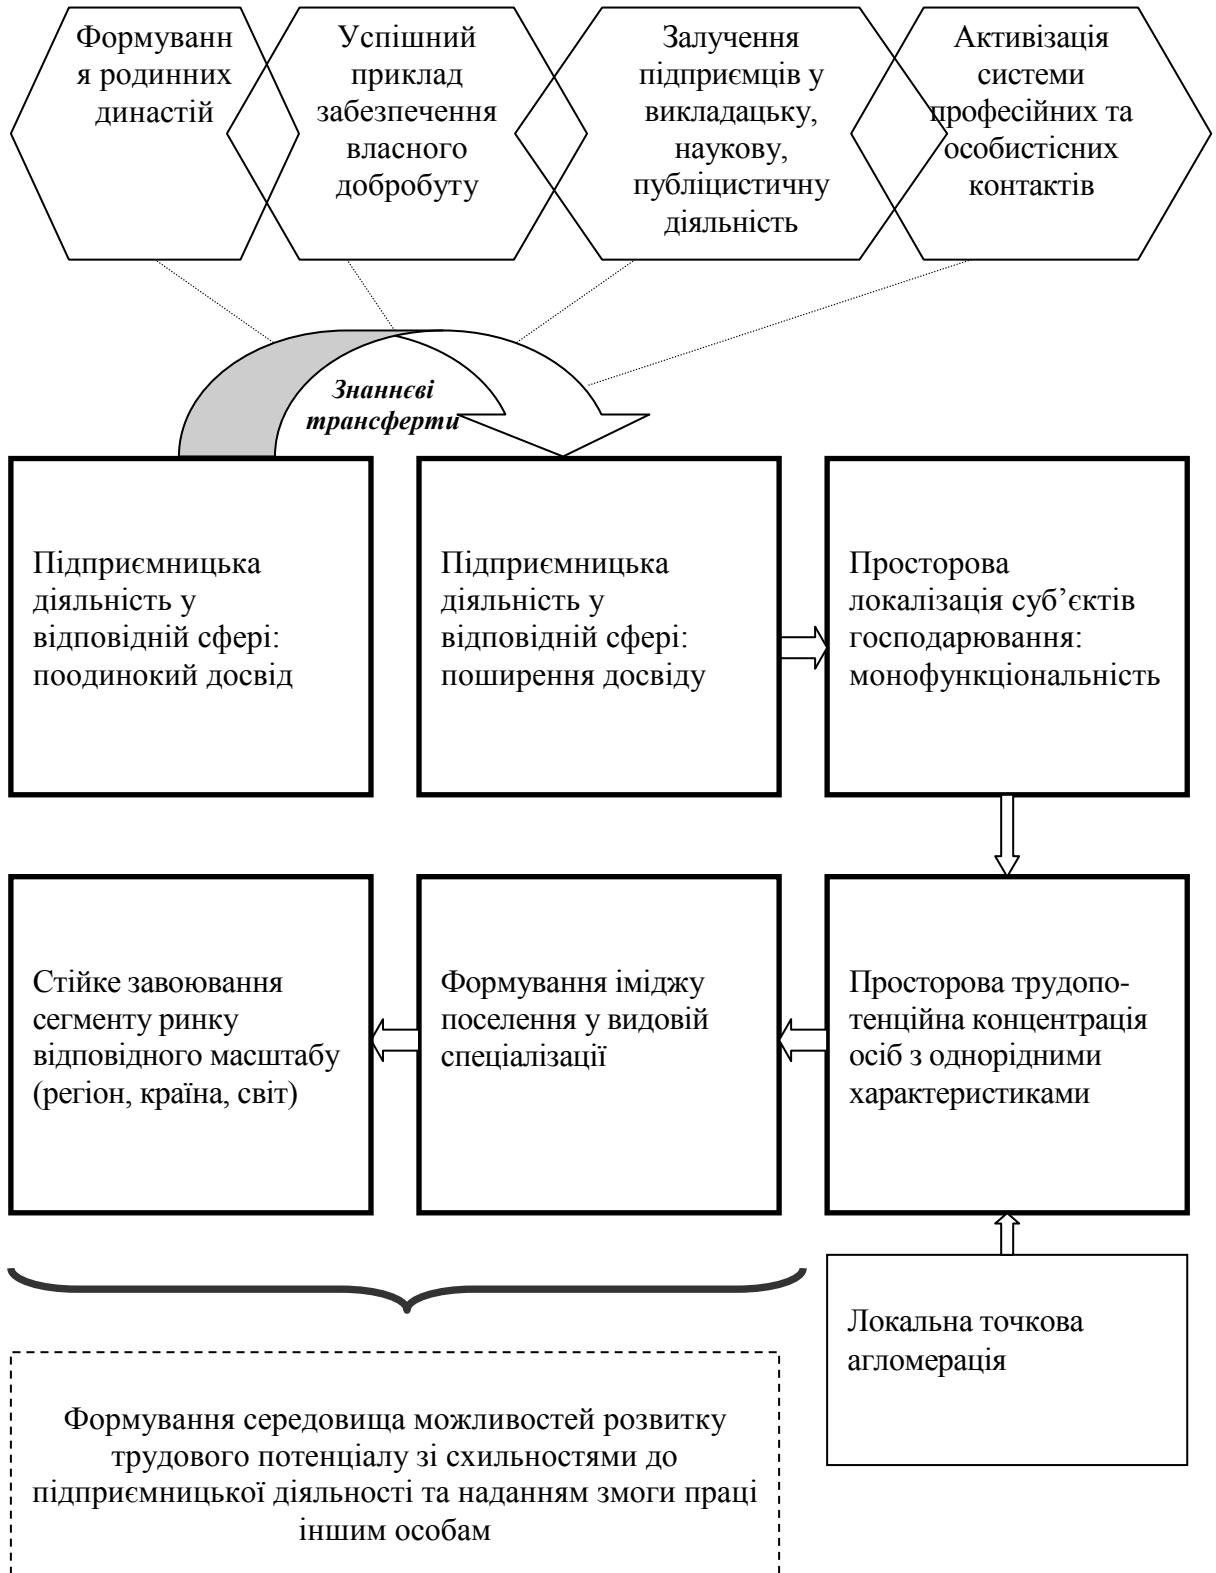 Формуванн
я родинних
династій
Успішний
приклад
забезпечення
власного
добробуту
Залучення
підприємців у
викладацьку,
наукову,
публіцистичну
діяльність
Активізація
системи
професійних та
особистісних
контактів
Знаннєві
трансферти
Підприємницька
діяльність у
відповідній сфері:
поодинокий досвід
Підприємницька
діяльність у
відповідній сфері:
поширення досвіду
Просторова
локалізація суб’єктів
господарювання:
монофункціональність
Стійке завоювання
сегменту ринку
відповідного масштабу
(регіон, країна, світ)
Формування іміджу
поселення у видовій
спеціалізації
Просторова трудопо-
тенційна концентрація
осіб з однорідними
характеристиками
Локальна точкова
агломерація
Формування середовища можливостей розвитку
трудового потенціалу зі схильностями до
підприємницької діяльності та наданням змоги праці
іншим особам